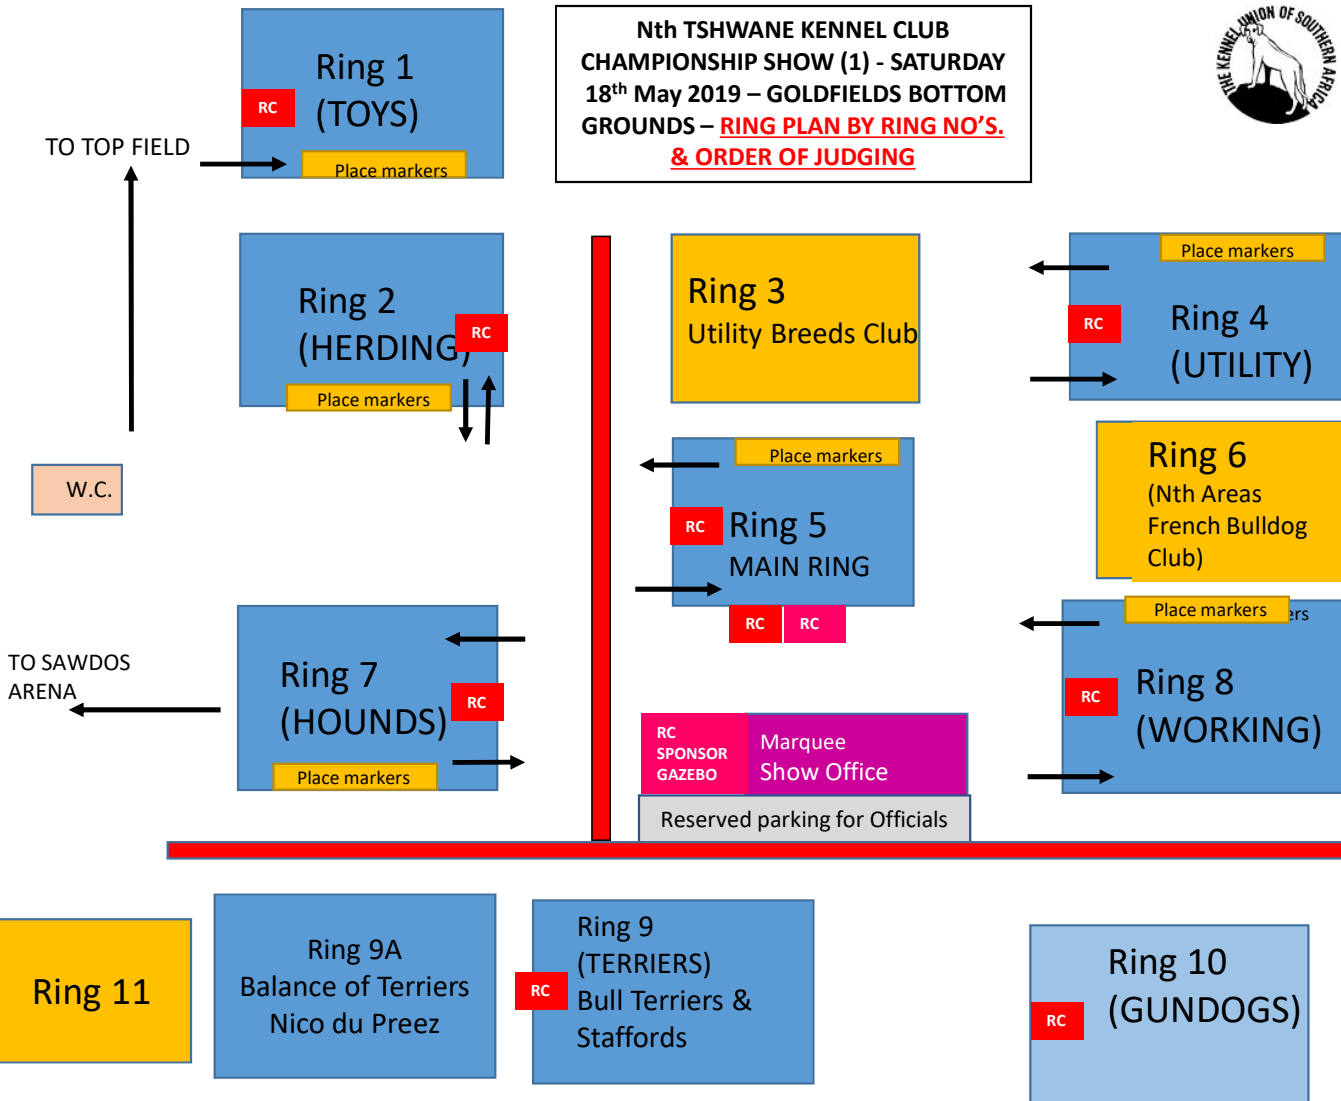 Nth TSHWANE KENNEL CLUB
CHAMPIONSHIP SHOW (1) - SATURDAY
18th May 2019 – GOLDFIELDS BOTTOM
GROUNDS – RING PLAN BY RING NO'S.
& ORDER OF JUDGING
THE KENNEL UNION OF SOUTHERN AFRICA
Ring 1
(TOYS)
RC
Place markers
TO TOP FIELD
Ring 2
(HERDING)
RC
Place markers
Ring 3
Utility Breeds Club
Place markers
Ring 4
(UTILITY)
RC
W.C.
Place markers
Ring 5
MAIN RING
RC
RC
RC
Ring 6
(Nth Areas
French Bulldog
Club)
TO SAWDOS
ARENA
Ring 7
(HOUNDS)
RC
Place markers
Place markers
ers
Ring 8
(WORKING)
RC
RC
SPONSOR
GAZEBO
Marquee
Show Office
Reserved parking for Officials
Ring 11
Ring 9A
Balance of Terriers
Nico du Preez
Ring 9
(TERRIERS)
Bull Terriers &
Staffords
RC
Ring 10
(GUNDOGS)
RC